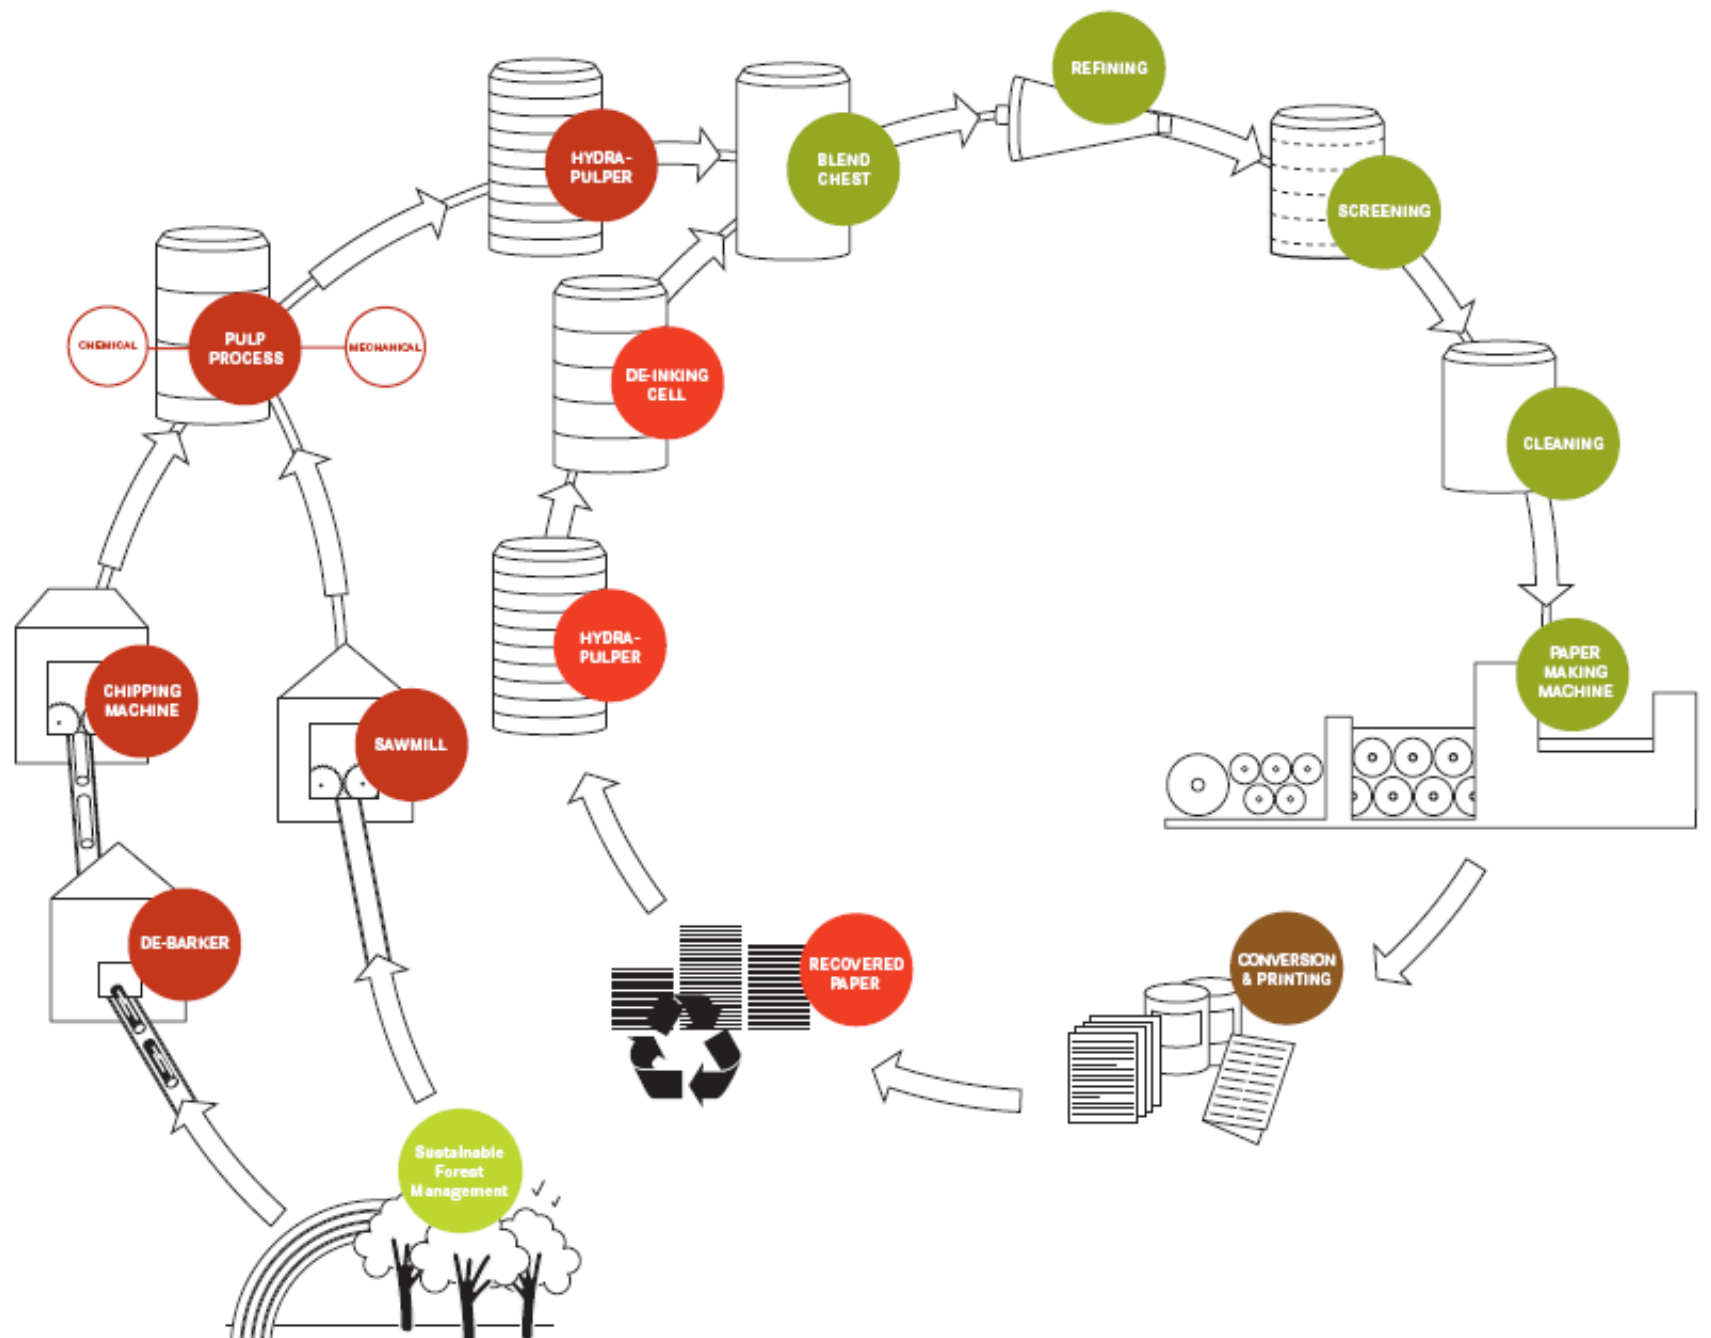 REFINING
HYDRA-
PULPER
BLEND
CHEST
SCREENING
CHEMICAL
PULP
PROCESS
MECHANICAL
DE-INKING
CELL
CLEANING
HYDRA-
PULPER
PAPER
MAKING
MACHINE
CHIPPING
MACHINE
SAWMILL
DE-BARKER
RECOVERED
PAPER
CONVERSION
& PRINTING
Sustainable
Forest
Management